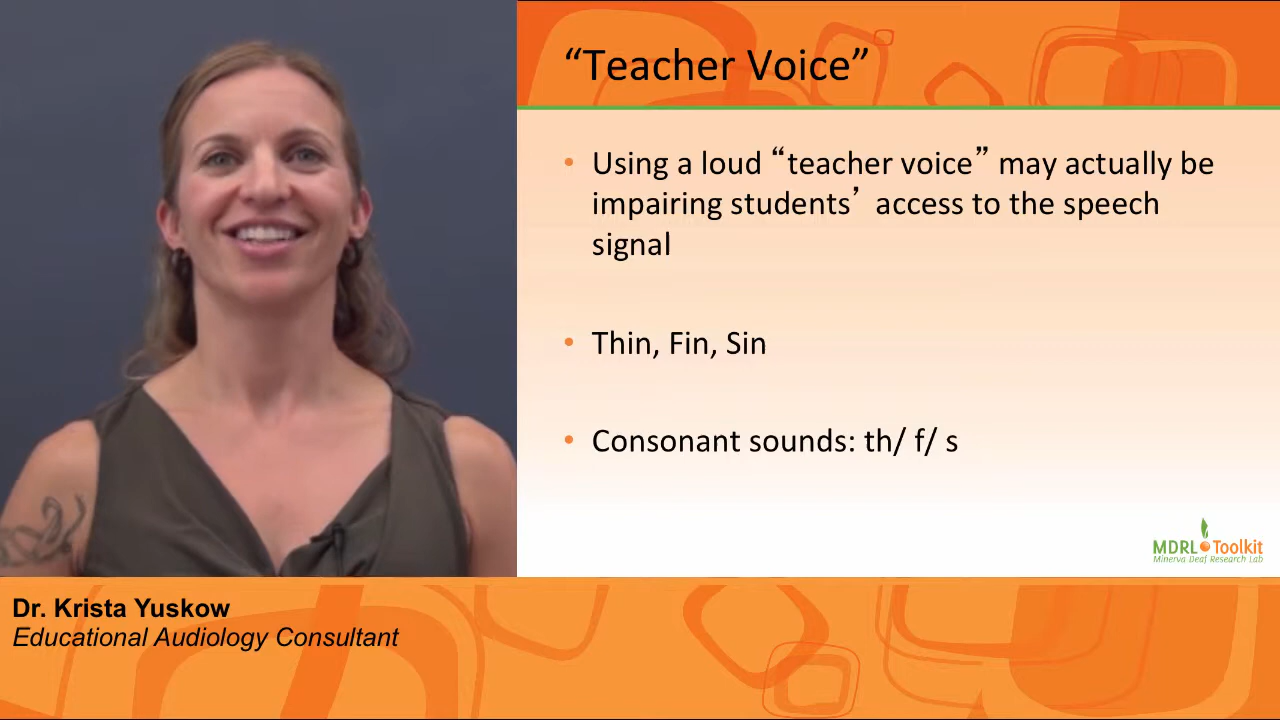 “Teacher Voice”
• Using a loud “teacher voice” may actually be
impairing students’ access to the speech
signal
• Thin, Fin, Sin
• Consonant sounds: th/ f/ s
MDRL Toolkit
Minerva Deaf Research Lab
Dr. Krista Yuskow
Educational Audiology Consultant